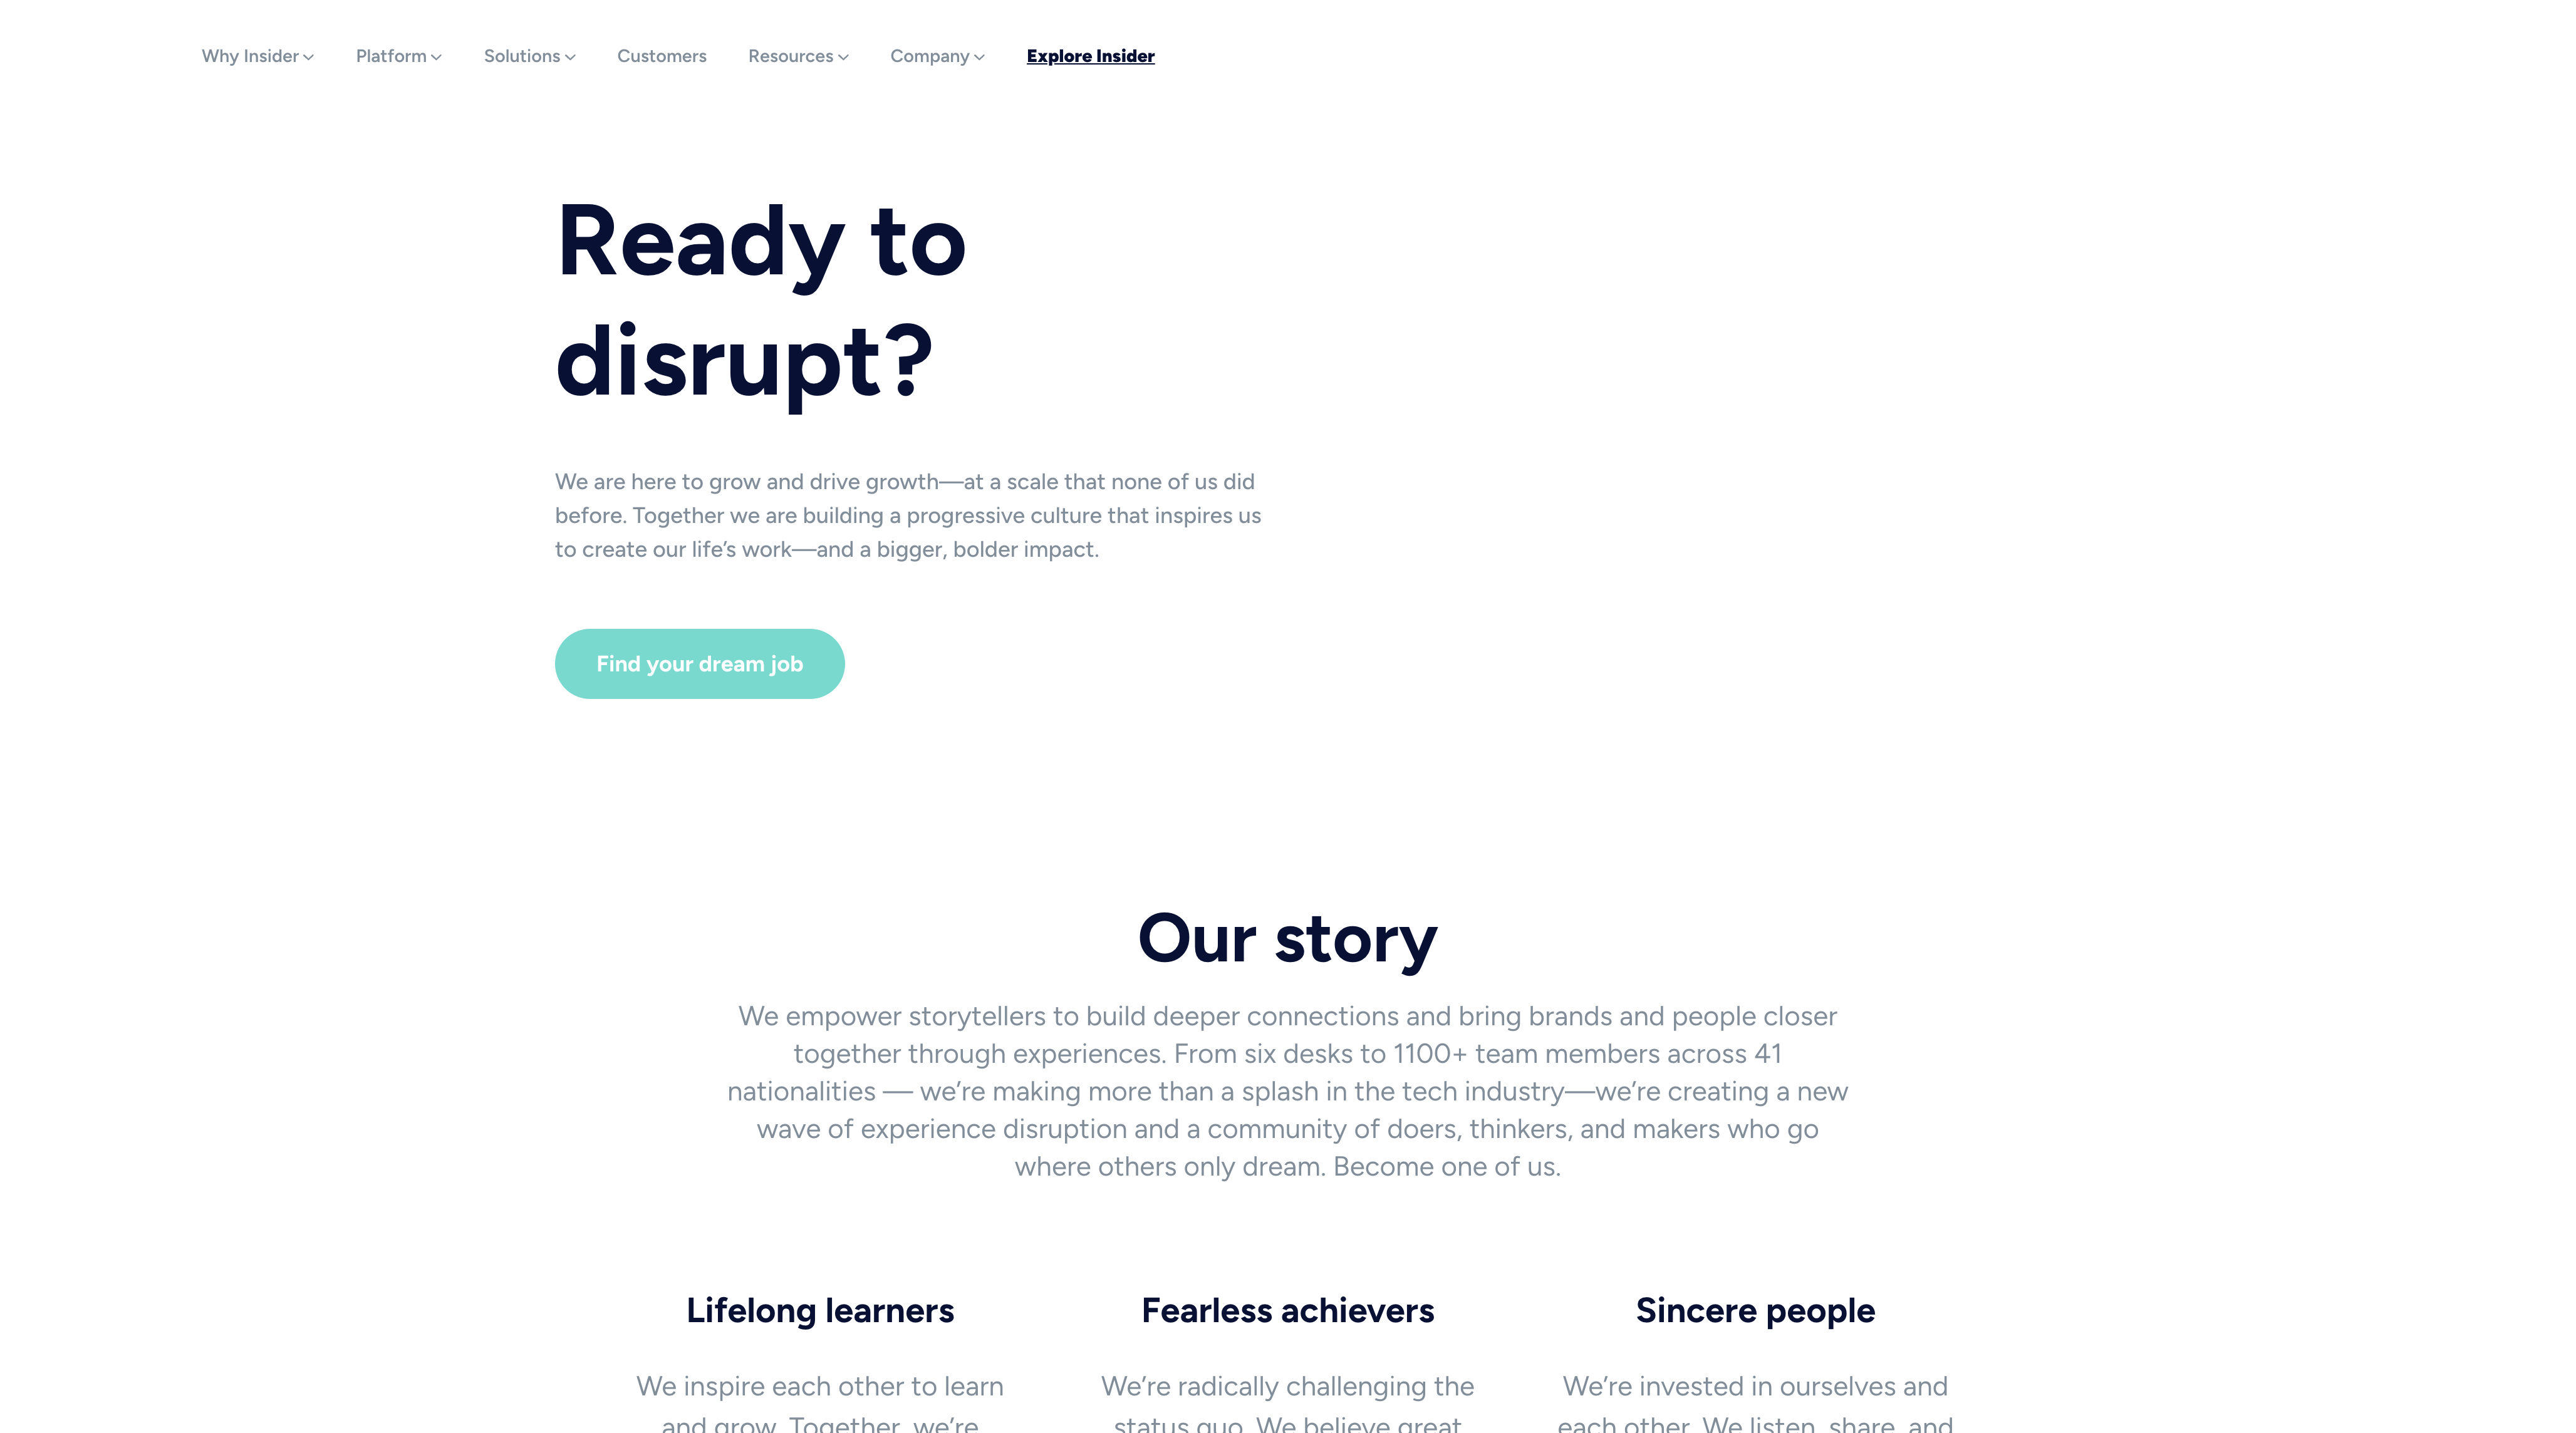 Why Insider
Platform
Solutions
Customers
Resources
Company
Explore Insider
Ready to
disrupt?
We are here to grow and drive growth—at a scale that none of us did
before. Together we are building a progressive culture that inspires us
to create our life’s work—and a bigger, bolder impact.
Find your dream job
Our story
We empower storytellers to build deeper connections and bring brands and people closer
together through experiences. From six desks to 1100+ team members across 41
nationalities — we’re making more than a splash in the tech industry—we’re creating a new
wave of experience disruption and a community of doers, thinkers, and makers who go
where others only dream. Become one of us.
Lifelong learners
We inspire each other to learn
and grow. Together, we’re
Fearless achievers
We’re radically challenging the
status quo. We believe great
Sincere people
We’re invested in ourselves and
each other. We listen, share, and